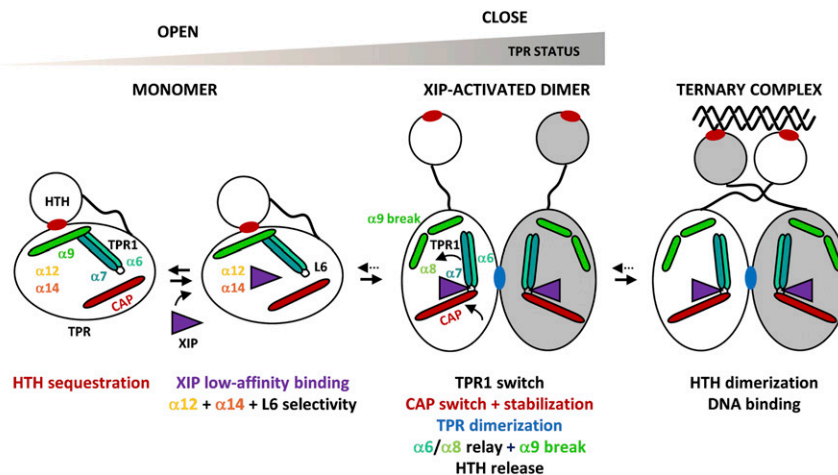 OPEN
CLOSE
TPR STATUS
MONOMER
XIP-ACTIVATED DIMER
TERNARY COMPLEX
HTH
TPR1
α9
α6
α12
α7
α14
CAP
TPR
XIP
α12
α14
L6
α9 break
TPR1
α6
α8
α7
CAP
HTH sequestration
XIP low-affinity binding
α12 + α14 + L6 selectivity
TPR1 switch
CAP switch + stabilization
TPR dimerization
α6/α8 relay + α9 break
HTH release
HTH dimerization
DNA binding